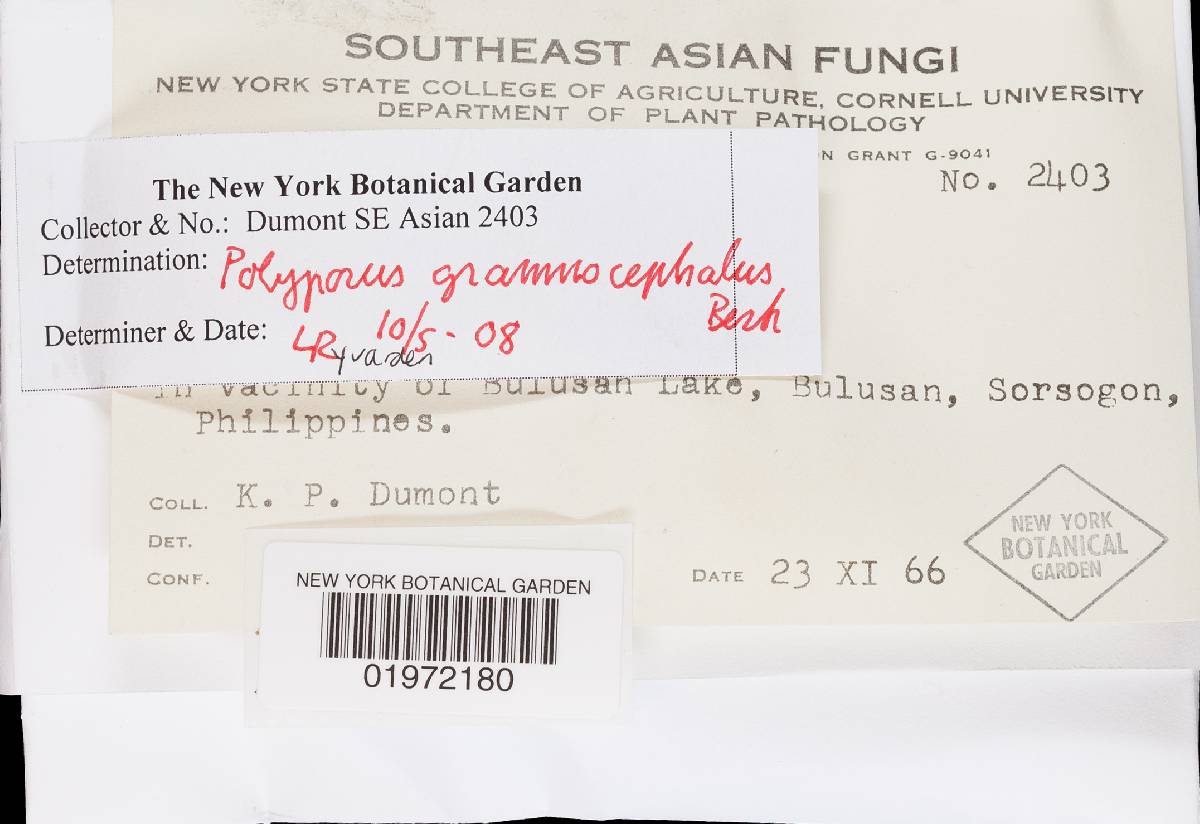 SOUTHEAST ASIAN FUNGI
NEW YORK STATE COLLEGE OF AGRICULTURE, CORNELL UNIVERSITY
DEPARTMENT OF PLANT PATHOLOGY
N GRANT G-9041
No. 2403
The New York Botanical Garden
Collector & No.: Dumont SE Asian 2403
Determination: Polyporus grammocephalus
Berk
Determiner & Date: LRyvarden 10/5-08
In vacinity of Bulusan Lake, Bulusan, Sorsogon,
Philippines.
COLL. K. P. Dumont
DET.
CONF.
DATE 23 XI 66
NEW YORK
BOTANICAL
GARDEN
NEW YORK BOTANICAL GARDEN
01972180